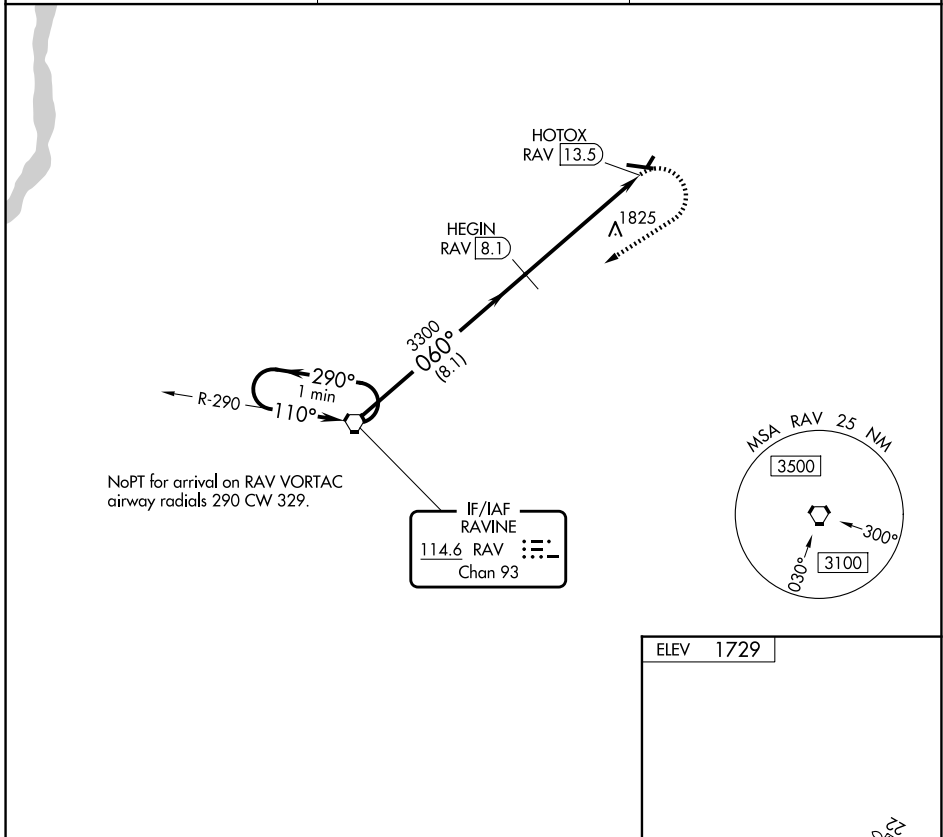 HOTOX
RAV 13.5
HEGIN
RAV 8.1
1825
3300
060°
(8.1)
290°
1 min
R-290
110°
NoPT for arrival on RAV VORTAC
airway radials 290 CW 329.
IF/IAF
RAVINE
114.6 RAV
Chan 93
MSA RAV 25 NM
3500
300°
030°
3100
ELEV 1729
22